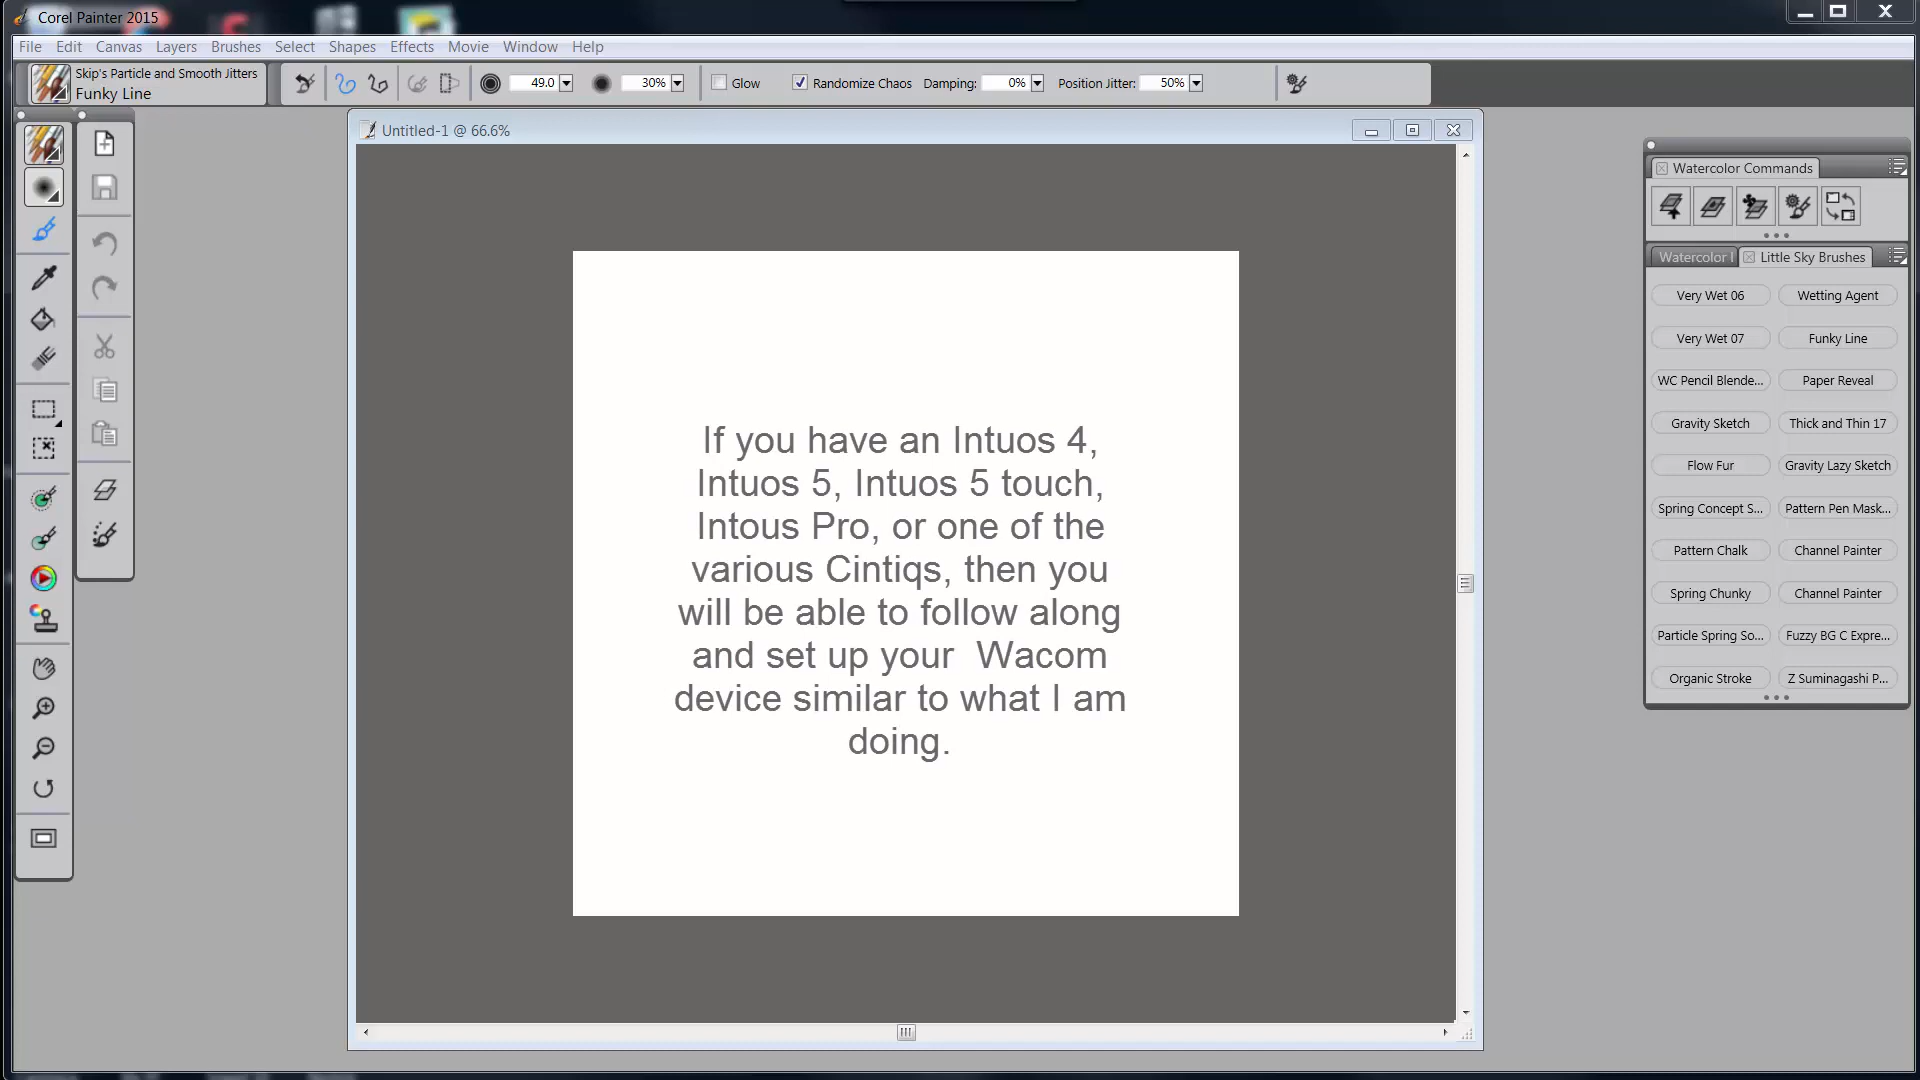 Corel Painter 2015
File Edit Canvas Layers Brushes Select Shapes Effects Movie Window Help
Skip's Particle and Smooth Jitters
Funky Line
49.0 30% Glow Randomize Chaos Damping: 0% Position Jitter: 50%
Untitled-1 @ 66.6%
If you have an Intuos 4,
Intuos 5, Intuos 5 touch,
Intous Pro, or one of the
various Cintiqs, then you
will be able to follow along
and set up your  Wacom
device similar to what I am
doing.
Watercolor Commands
Watercolor I Little Sky Brushes
Very Wet 06 Wetting Agent
Very Wet 07 Funky Line
WC Pencil Blende... Paper Reveal
Gravity Sketch Thick and Thin 17
Flow Fur Gravity Lazy Sketch
Spring Concept S... Pattern Pen Mask...
Pattern Chalk Channel Painter
Spring Chunky Channel Painter
Particle Spring So... Fuzzy BG C Expre...
Organic Stroke Z Suminagashi P...